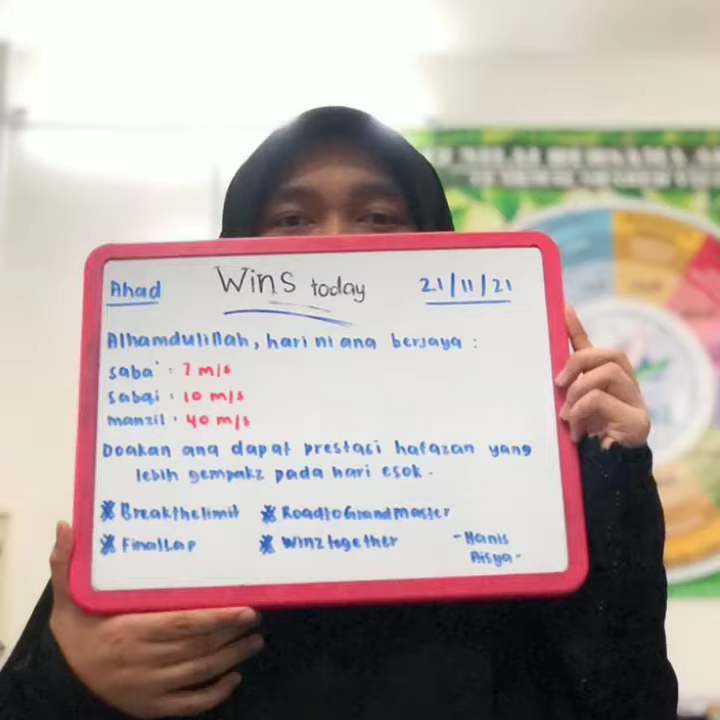 Ahad Wins today 21/11/21
Alhamdulillah, hari ni ana berjaya :
saba' : 7 m/s
sabqi : 10 m/s
manzil : 40 m/s
Doakan ana dapat prestasi hafazan yang
lebih gempakz pada hari esok.
* Breakthelimit * RoadtoGrandmaster
* FinalLap * Winztogether
-Hanis
Aisya-